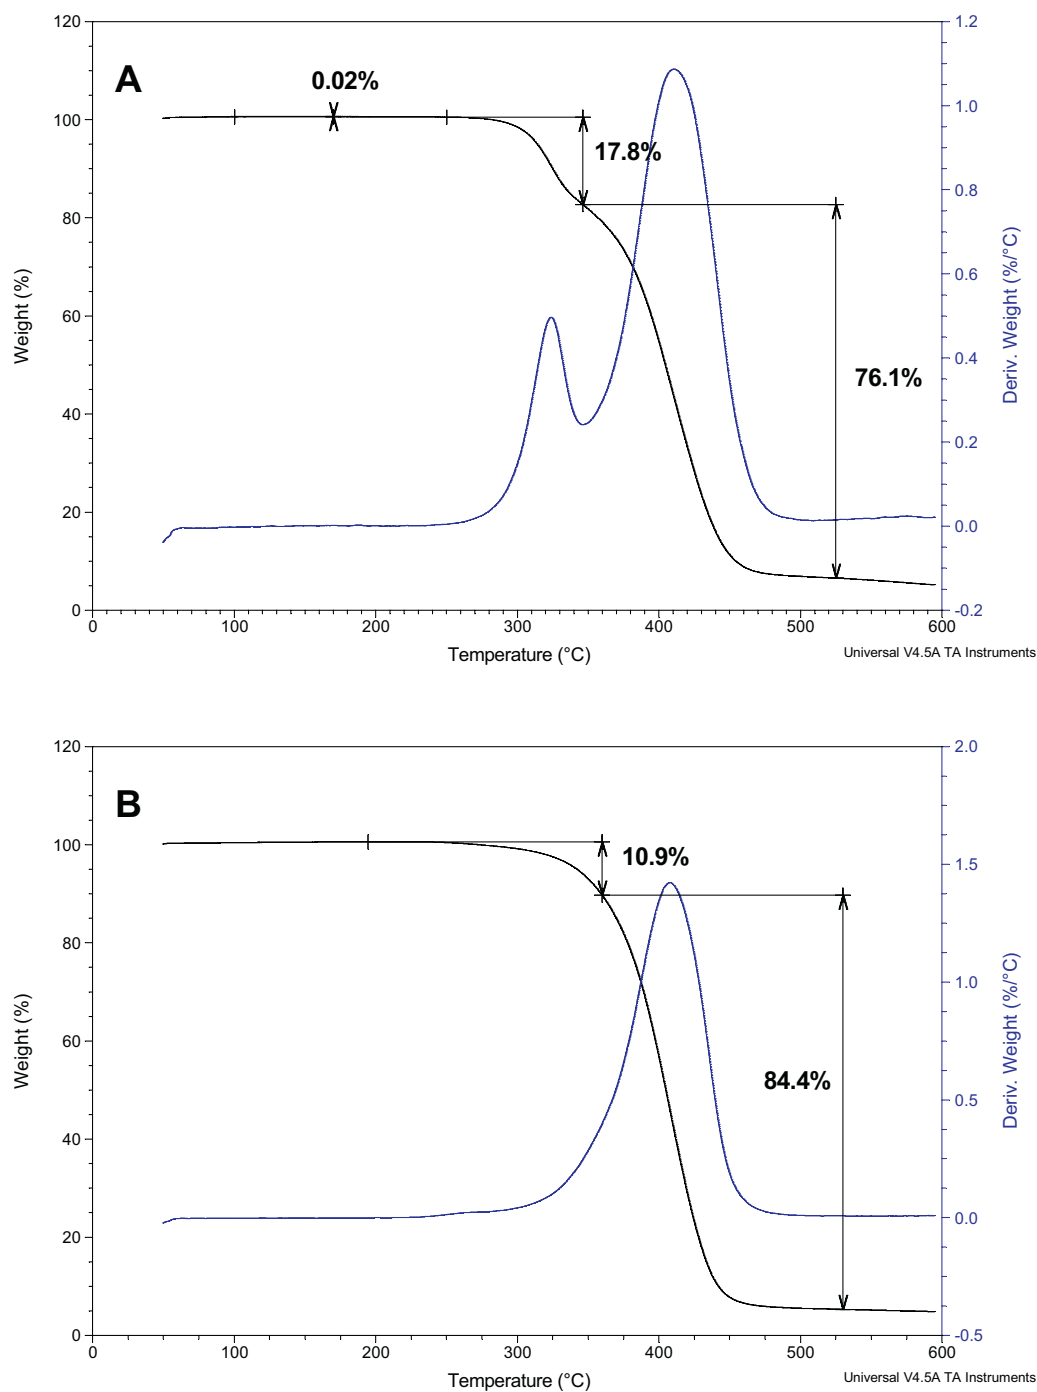 120
1.2
A
0.02%
1.0
100
17.8%
0.8
80
Weight (%)
0.6
60
Deriv. Weight (%/°C)
0.4
76.1%
40
0.2
20
0.0
0
-0.2
0 100 200 300 400 500 600
Temperature (°C)
Universal V4.5A TA Instruments
120
2.0
B
100
10.9%
1.5
80
Weight (%)
1.0
60
Deriv. Weight (%/°C)
84.4%
0.5
40
20
0.0
0
-0.5
0 100 200 300 400 500 600
Temperature (°C)
Universal V4.5A TA Instruments